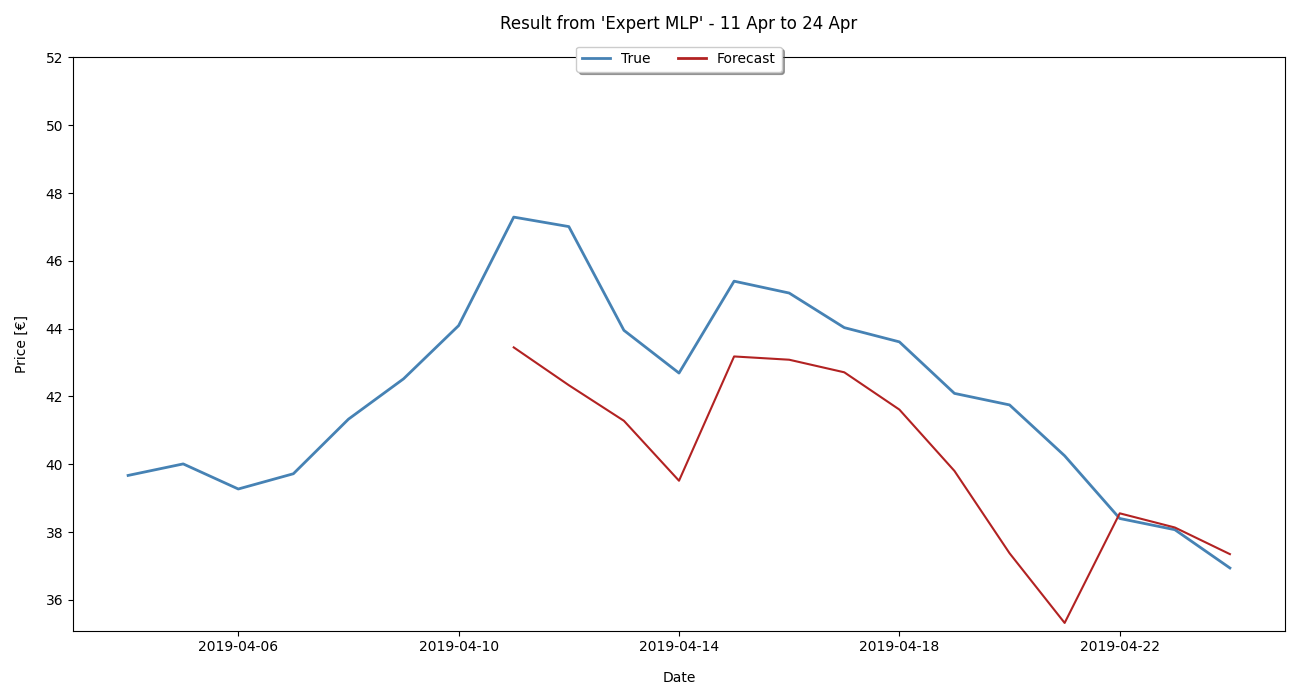 Result from 'Expert MLP' - 11 Apr to 24 Apr
True
Forecast
52
50
48
46
44
42
40
38
36
Price [€]
2019-04-06
2019-04-10
2019-04-14
2019-04-18
2019-04-22
Date